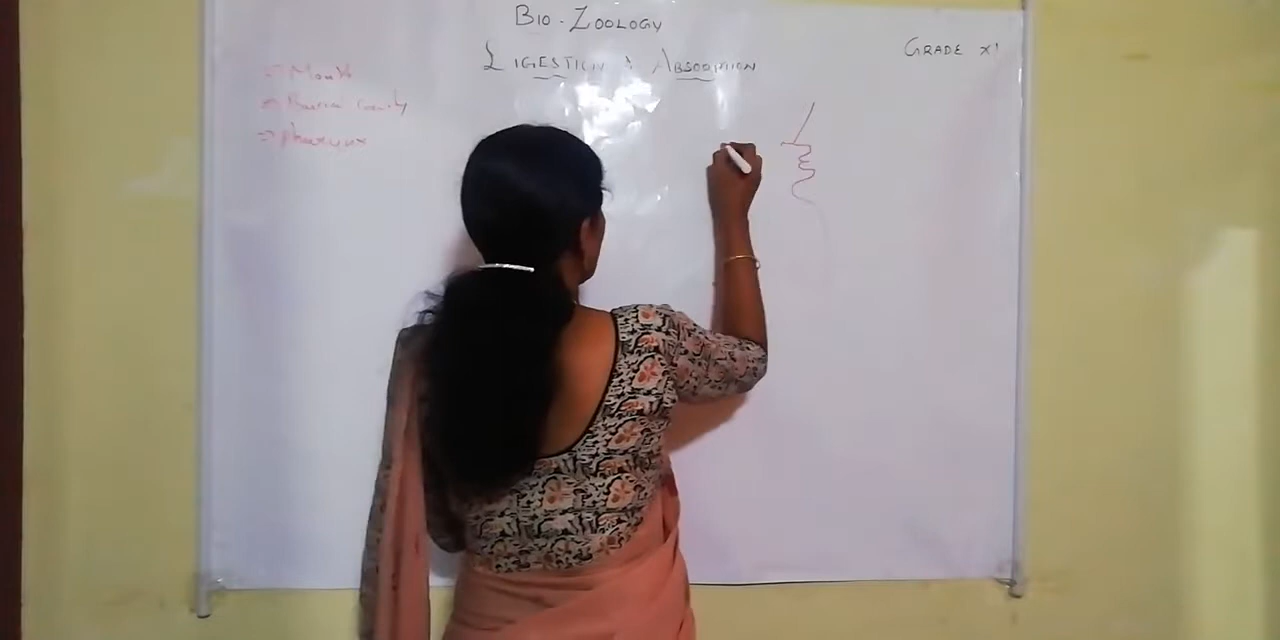 BIO-ZOOLOGY
DIGESTION & ABSORPTION
GRADE XI
→ Mouth
→ Buccal cavity
→ Pharynx